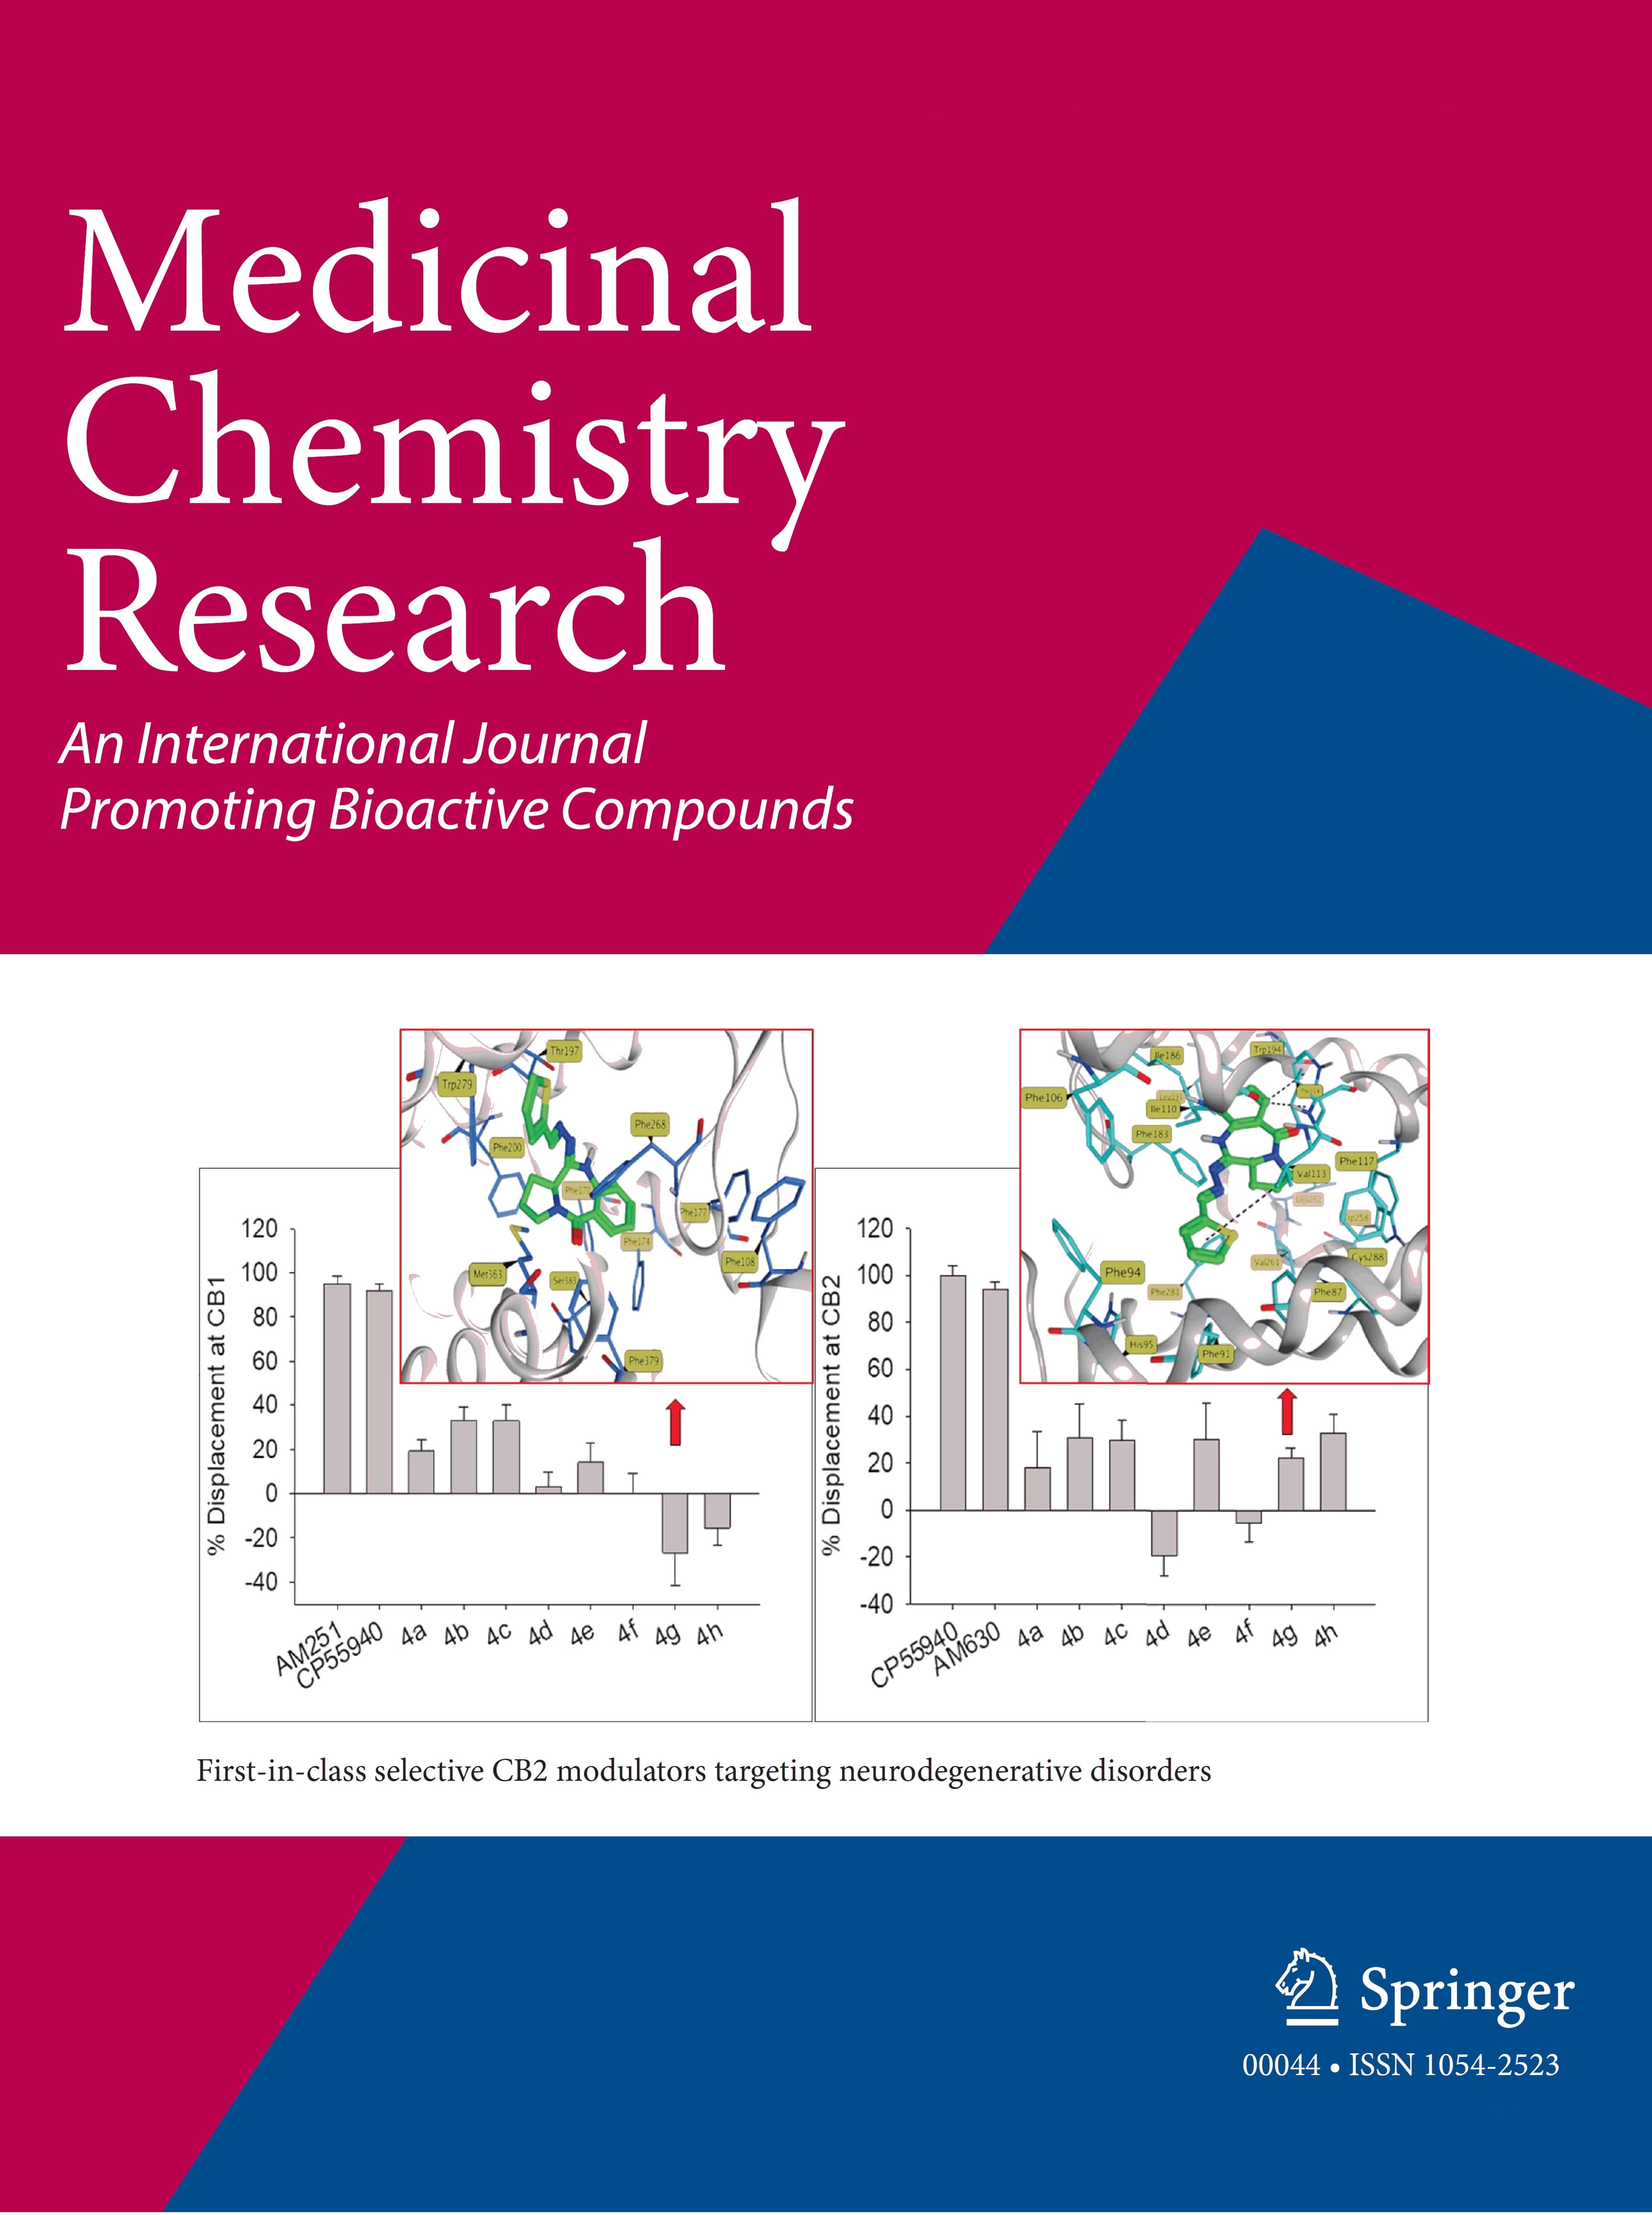 Medicinal
Chemistry
Research
An International Journal
Promoting Bioactive Compounds
Thr197
Trp279
Phe200
Phe268
Phe177
Phe174
Phe108
Met363
Ser383
Phe379
% Displacement at CB1
120
100
80
60
40
20
0
-20
-40
AM251
CP55940
4a
4b
4c
4d
4e
4f
4g
4h
Ile186
Trp194
Phe106
Ile110
Phe183
Phe117
Val113
Trp258
Cys288
Val261
Phe94
Phe281
Phe87
His95
Phe91
% Displacement at CB2
120
100
80
60
40
20
0
-20
-40
CP55940
AM630
4a
4b
4c
4d
4e
4f
4g
4h
First-in-class selective CB2 modulators targeting neurodegenerative disorders
Springer
00044 • ISSN 1054-2523